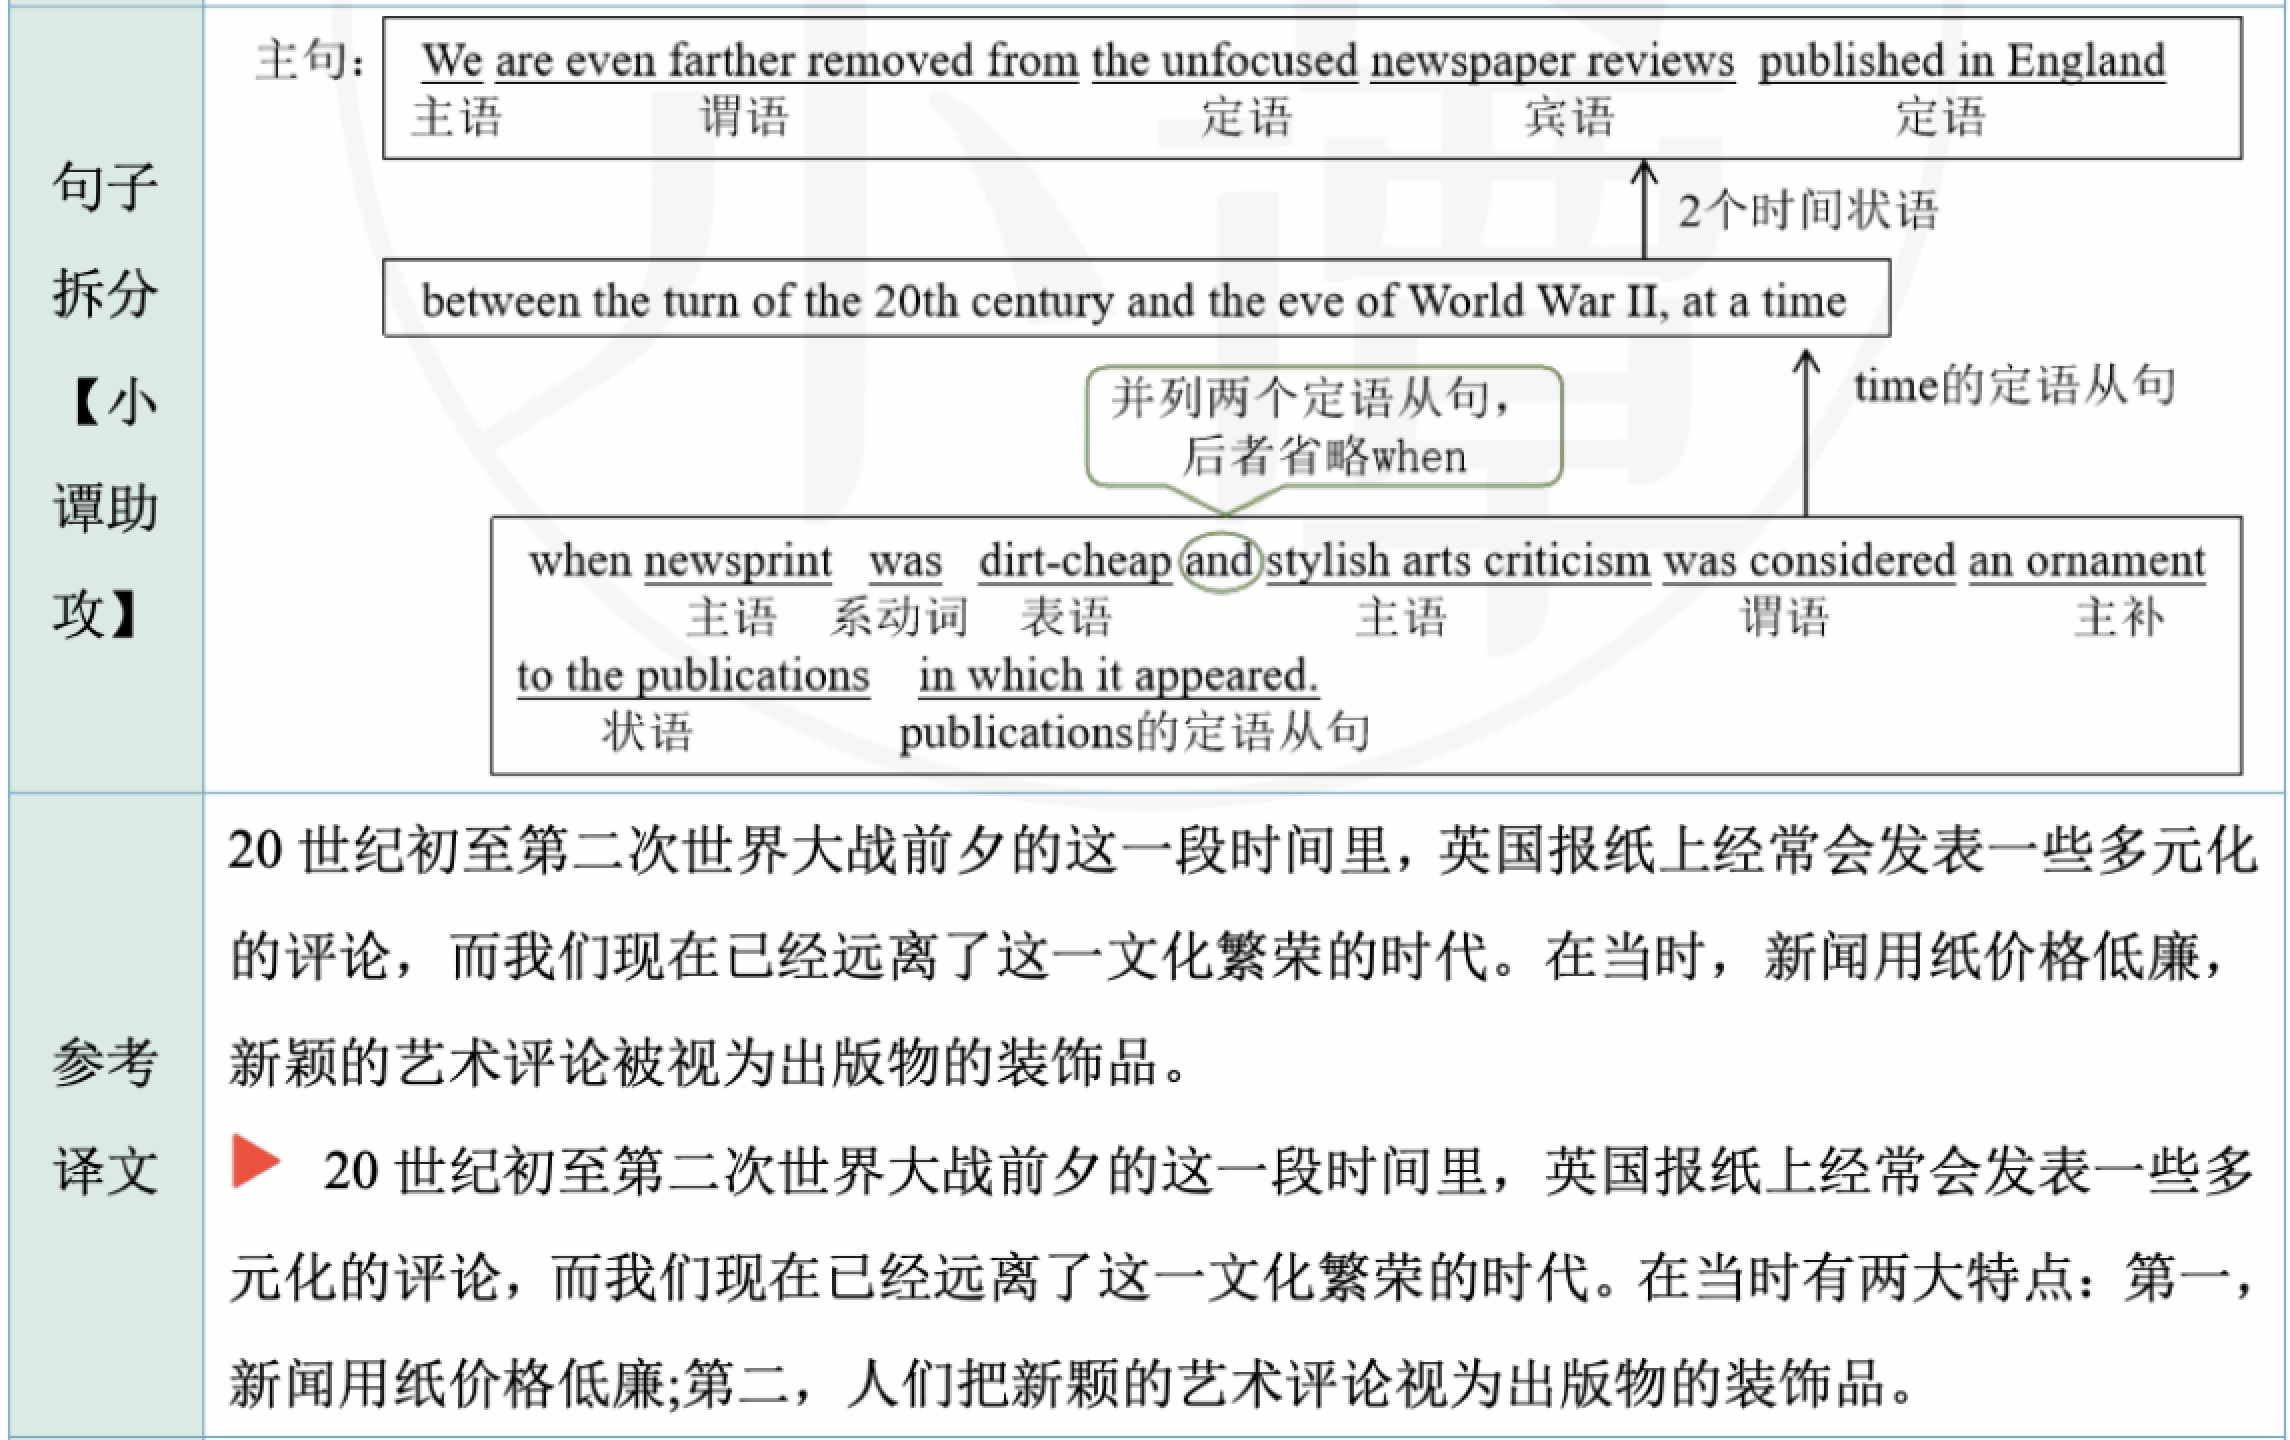 句子
拆分
【小
谭助
攻】
主句：
We are even farther removed from the unfocused newspaper reviews published in England
主语 谓语 定语 宾语 定语
2个时间状语
between the turn of the 20th century and the eve of World War II, at a time
time的定语从句
并列两个定语从句，
后者省略when
when newsprint was dirt-cheap and stylish arts criticism was considered an ornament
主语 系动词 表语 主语 谓语 主补
to the publications in which it appeared.
状语 publications的定语从句
参考
译文
20 世纪初至第二次世界大战前夕的这一段时间里，英国报纸上经常会发表一些多元化
的评论，而我们现在已经远离了这一文化繁荣的时代。在当时，新闻用纸价格低廉，
新颖的艺术评论被视为出版物的装饰品。
▶ 20 世纪初至第二次世界大战前夕的这一段时间里，英国报纸上经常会发表一些多
元化的评论，而我们现在已经远离了这一文化繁荣的时代。在当时有两大特点：第一，
新闻用纸价格低廉;第二，人们把新颗的艺术评论视为出版物的装饰品。